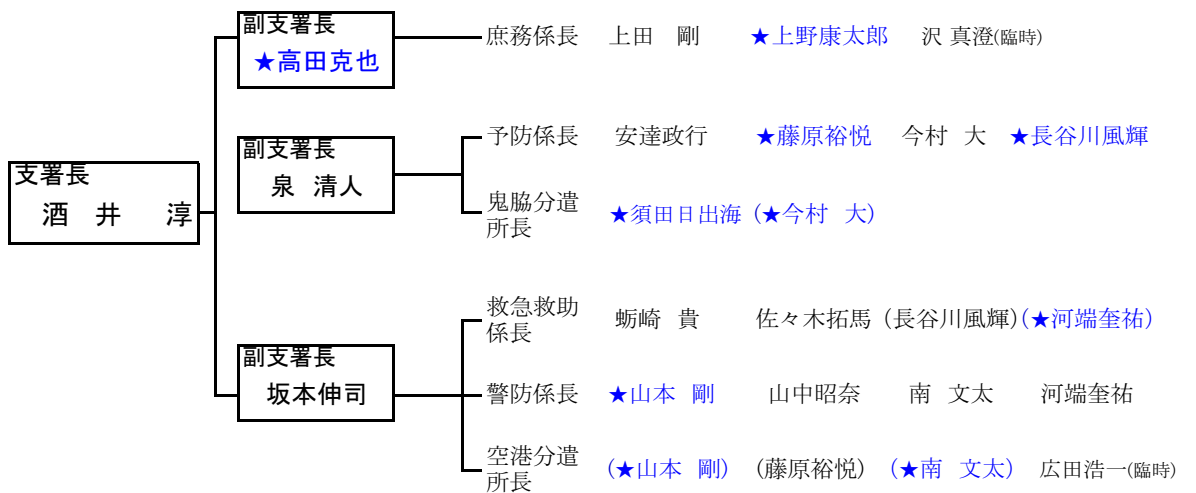 副支署長
★高田克也
庶務係長 上田 剛 ★上野康太郎 沢 真澄(臨時)
支署長
酒 井 淳
副支署長
泉 清人
予防係長 安達政行 ★藤原裕悦 今村 大 ★長谷川風輝
鬼脇分遣
所長
★須田日出海 (★今村 大)
副支署長
坂本伸司
救急救助
係長
蛎崎 貴 佐々木拓馬 (長谷川風輝) (★河端奎祐)
警防係長 ★山本 剛 山中昭奈 南 文太 河端奎祐
空港分遣
所長
(★山本 剛) (藤原裕悦) (★南 文太) 広田浩一(臨時)